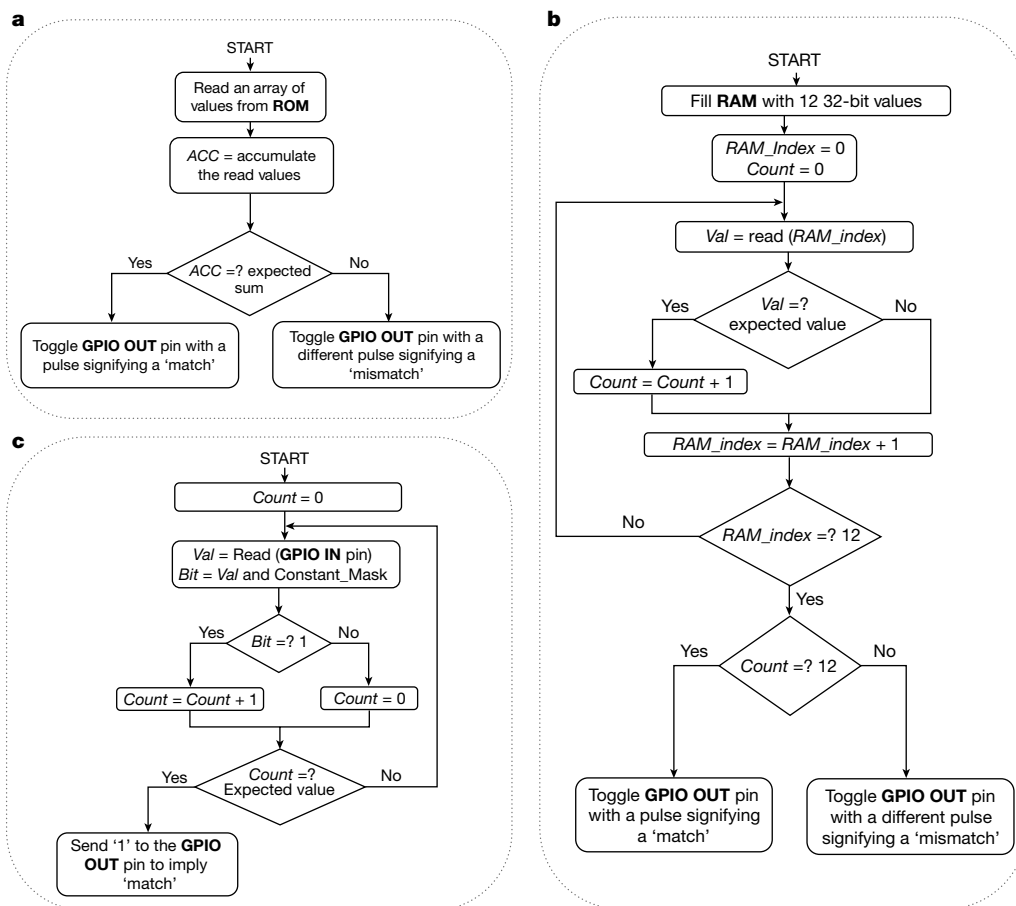 a
START
Read an array of
values from ROM
ACC = accumulate
the read values
Yes
No
ACC =? expected
sum
Toggle GPIO OUT pin with a
pulse signifying a ‘match’
Toggle GPIO OUT pin with a
different pulse signifying a
‘mismatch’
b
START
Fill RAM with 12 32-bit values
RAM_Index = 0
Count = 0
Val = read (RAM_index)
Yes
No
Val =?
expected value
Count = Count + 1
RAM_index = RAM_index + 1
No
RAM_index =? 12
Yes
Yes
No
Count =? 12
Toggle GPIO OUT pin
with a pulse signifying
a ‘match’
Toggle GPIO OUT pin
with a different pulse
signifying a ‘mismatch’
c
START
Count = 0
Val = Read (GPIO IN pin)
Bit = Val and Constant_Mask
Yes
No
Bit =? 1
Count = Count + 1
Count = 0
Yes
No
Count =?
Expected value
Send ‘1’ to the GPIO
OUT pin to imply
‘match’